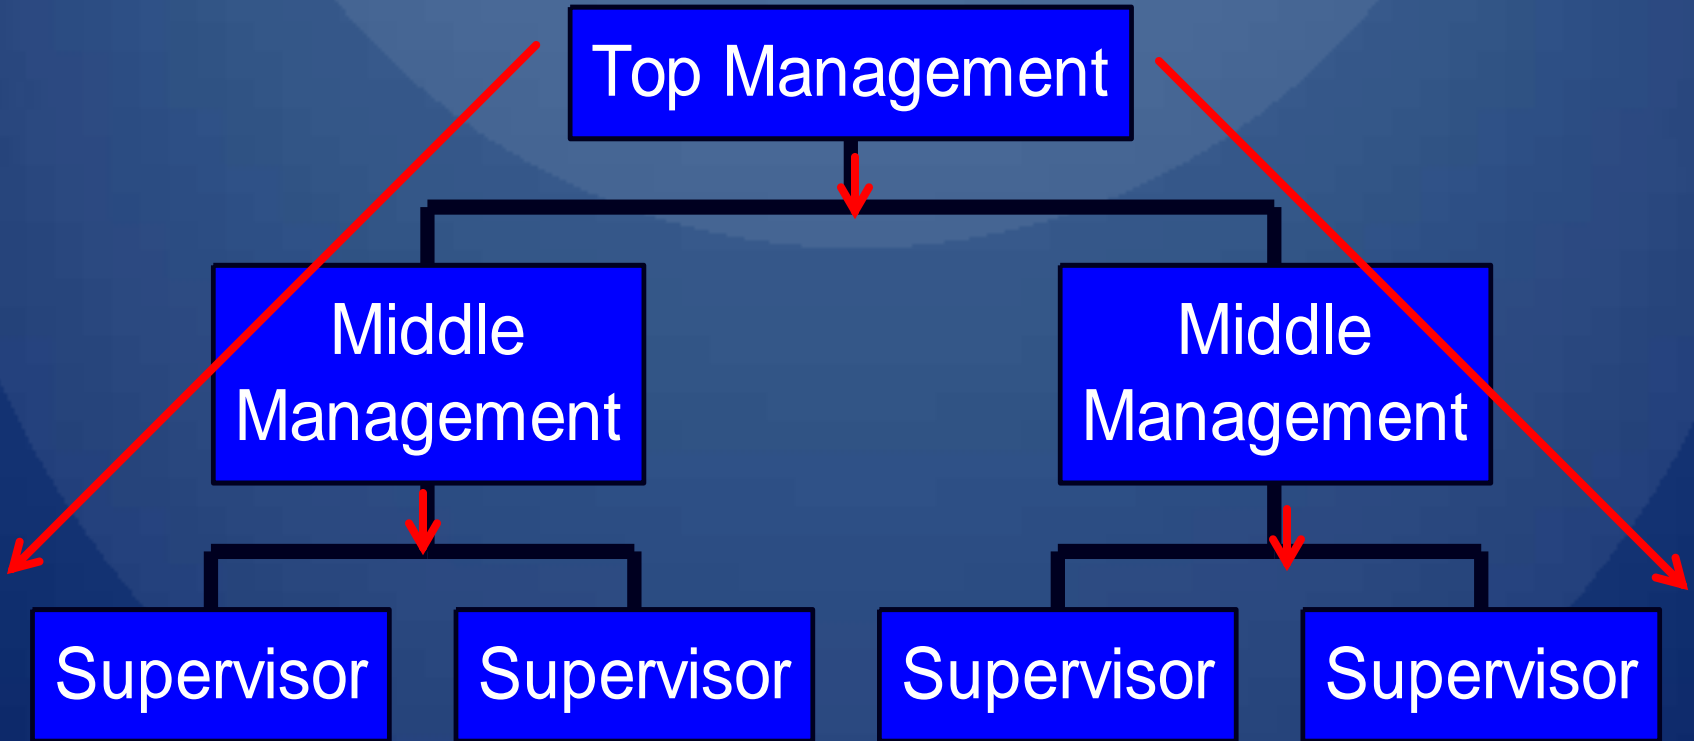 Top Management
Middle
Management
Middle
Management
Supervisor
Supervisor
Supervisor
Supervisor